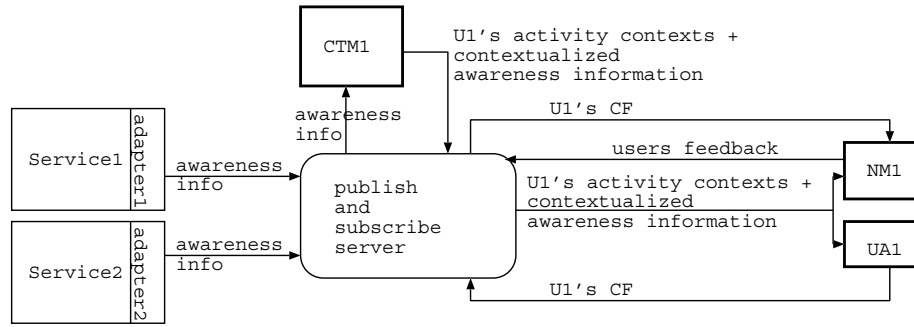 CTM1
U1's activity contexts +
contextualized
awareness information
awareness
info
U1's CF
Service1
adapter1
awareness
info
users feedback
NM1
publish
and
subscribe
server
U1's activity contexts +
contextualized
awareness information
Service2
adapter2
awareness
info
UA1
U1's CF